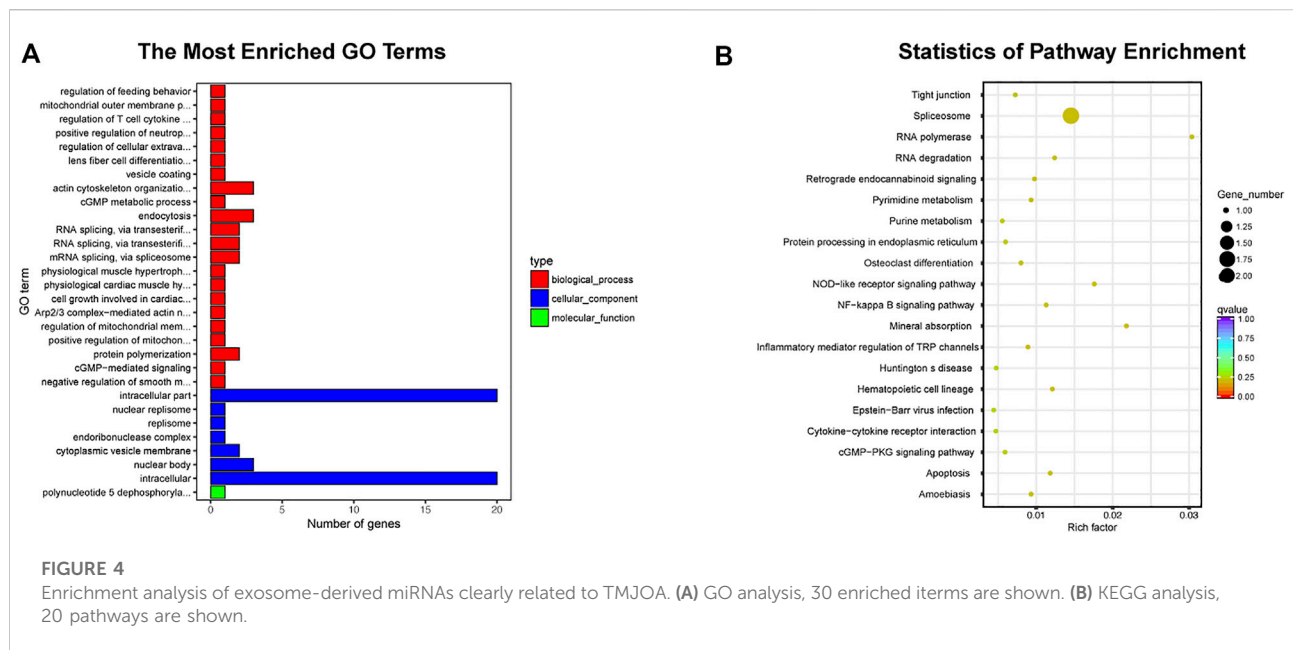 A
The Most Enriched GO Terms
GO term
regulation of feeding behavior
mitochondrial outer membrane p...
regulation of T cell cytokine ...
positive regulation of neutrop...
regulation of cellular extrava...
lens fiber cell differentiatio...
vesicle coating
actin cytoskeleton organizatio...
cGMP metabolic process
endocytosis
RNA splicing, via transesterif...
RNA splicing, via transesterifi...
mRNA splicing, via spliceosome
physiological muscle hypertroph...
physiological cardiac muscle hy...
cell growth involved in cardiac...
Arp2/3 complex-mediated actin n...
regulation of mitochondrial mem...
positive regulation of mitochon...
protein polymerization
cGMP-mediated signaling
negative regulation of smooth m...
intracellular part
nuclear replisome
replisome
endoribonuclease complex
cytoplasmic vesicle membrane
nuclear body
intracellular
polynucleotide 5 dephosphoryla...
0 5 10 15 20
Number of genes
type
biological_process
cellular_component
molecular_function
B
Statistics of Pathway Enrichment
Tight junction
Spliceosome
RNA polymerase
RNA degradation
Retrograde endocannabinoid signaling
Pyrimidine metabolism
Purine metabolism
Protein processing in endoplasmic reticulum
Osteoclast differentiation
NOD-like receptor signaling pathway
NF-kappa B signaling pathway
Mineral absorption
Inflammatory mediator regulation of TRP channels
Huntington s disease
Hematopoietic cell lineage
Epstein-Barr virus infection
Cytokine-cytokine receptor interaction
cGMP-PKG signaling pathway
Apoptosis
Amoebiasis
0.01 0.02 0.03
Rich factor
Gene_number
1.00
1.25
1.50
1.75
2.00
qvalue
1.00
0.75
0.50
0.25
0.00
FIGURE 4
Enrichment analysis of exosome-derived miRNAs clearly related to TMJOA. (A) GO analysis, 30 enriched iterms are shown. (B) KEGG analysis,
20 pathways are shown.